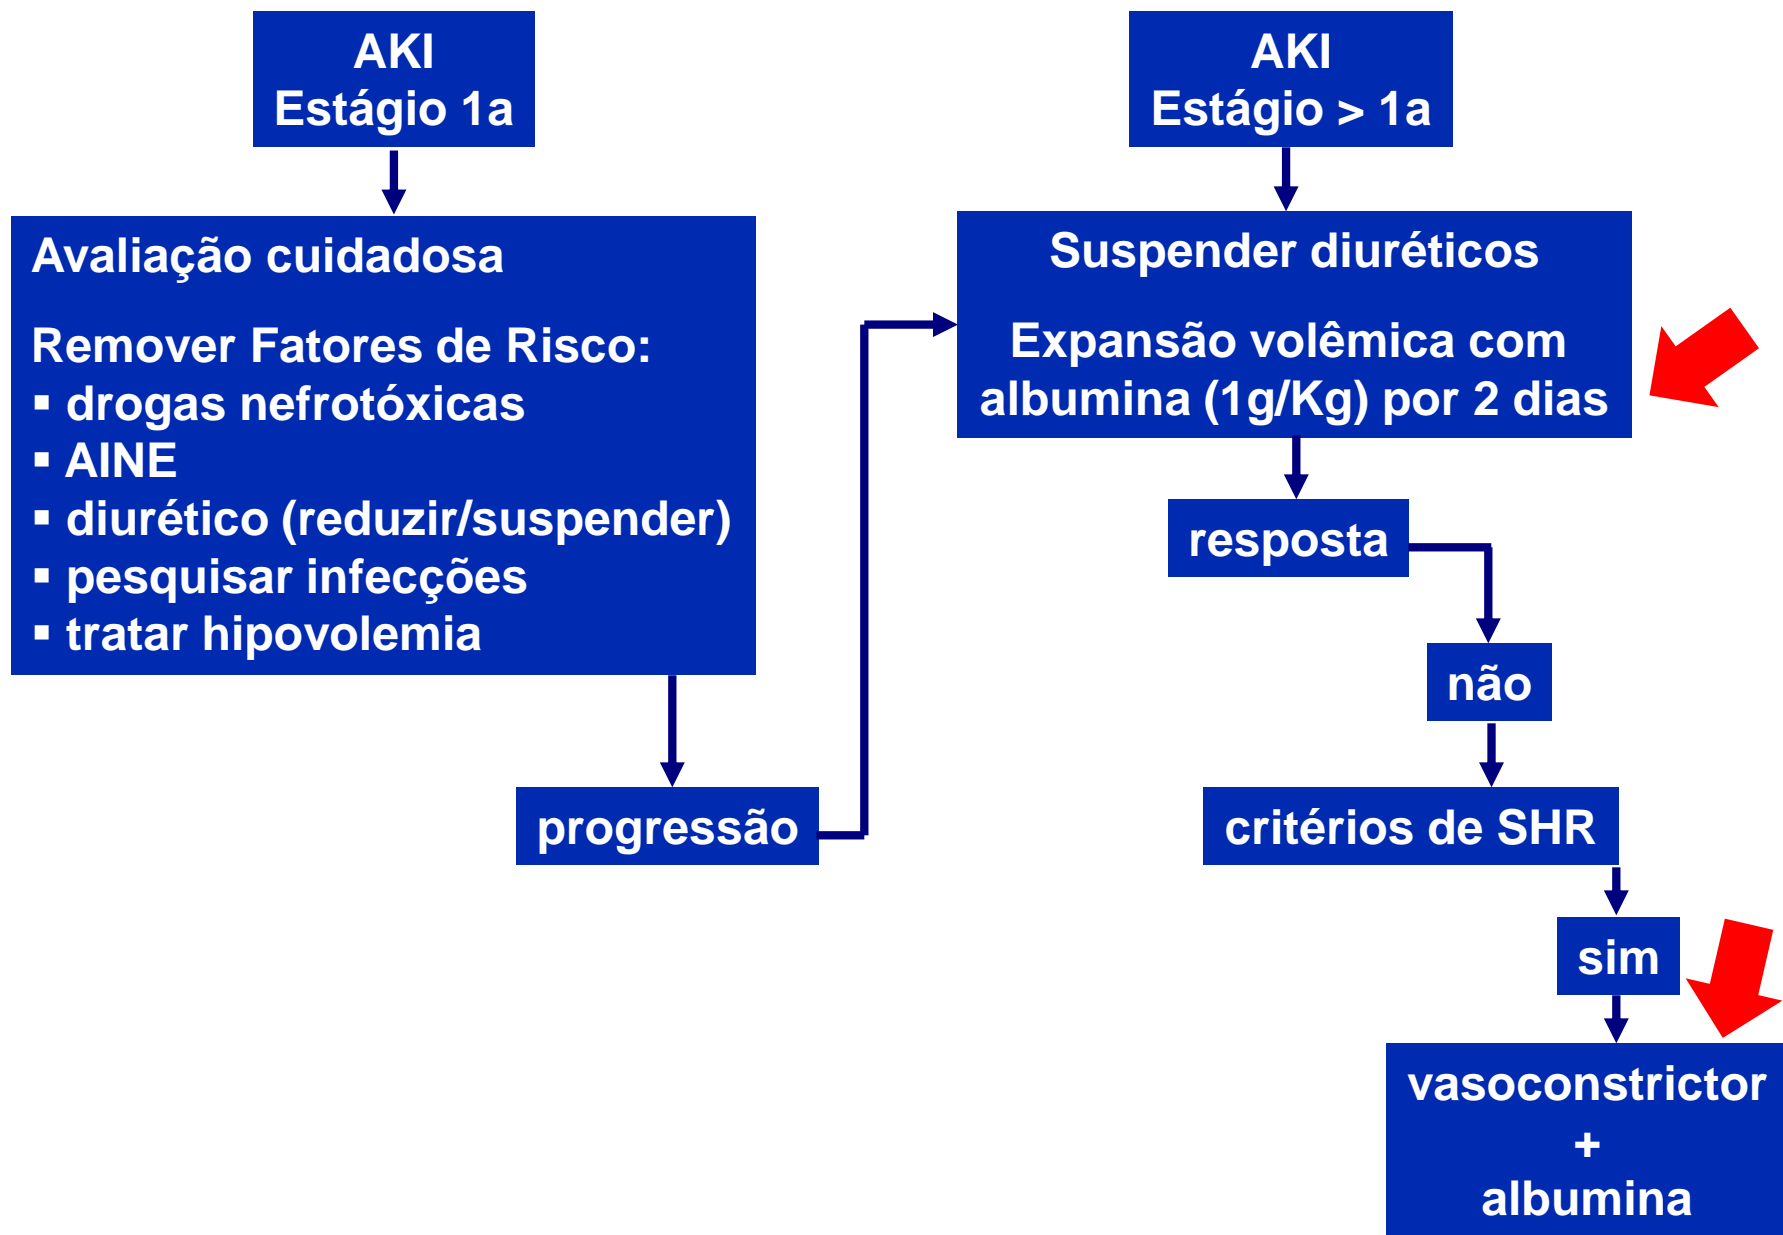 AKI
Estágio 1a
Avaliação cuidadosa
Remover Fatores de Risco:
▪ drogas nefrotóxicas
▪ AINE
▪ diurético (reduzir/suspender)
▪ pesquisar infecções
▪ tratar hipovolemia
progressão
AKI
Estágio > 1a
Suspender diuréticos
Expansão volêmica com
albumina (1g/Kg) por 2 dias
resposta
não
critérios de SHR
sim
vasoconstrictor
+
albumina